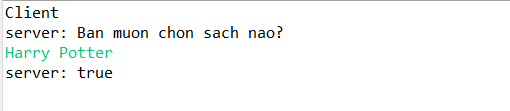 Client
server: Ban muon chon sach nao?
Harry Potter
server: true